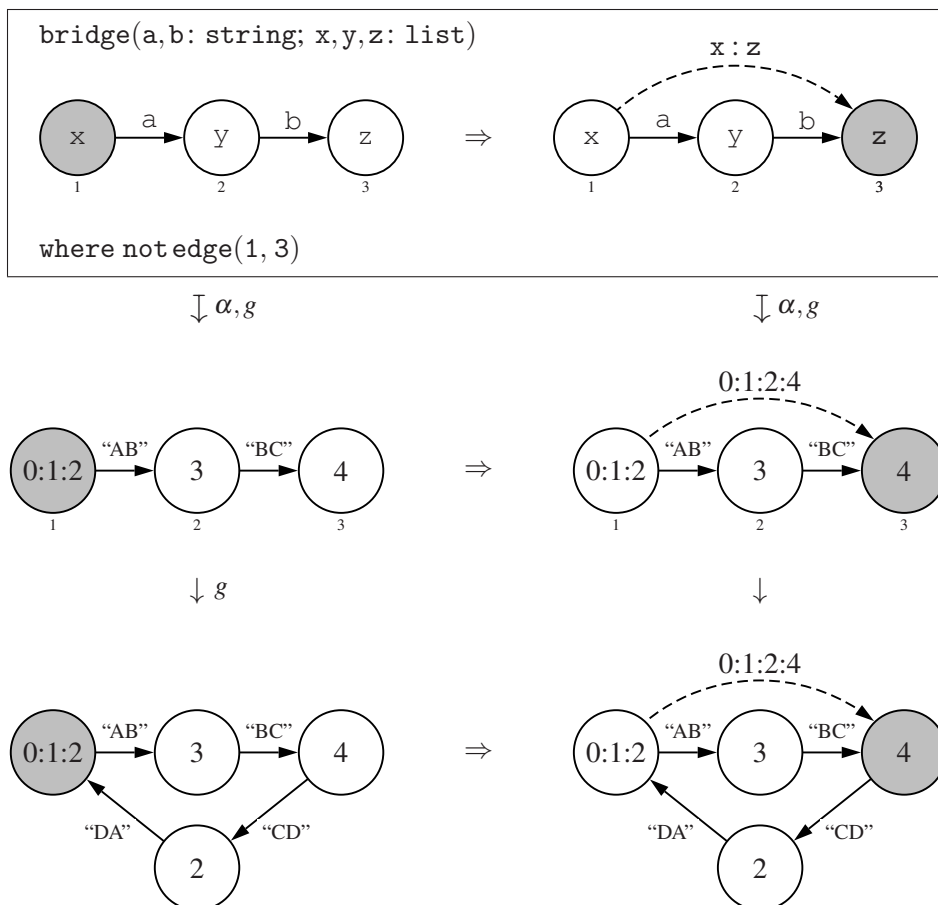 bridge(a,b: string; x,y,z: list)
x:z
x a y b z ⇒ x a y b z
1 2 3 1 2 3
where not edge(1, 3)
↧ α,g ↧ α,g
0:1:2:4
0:1:2 “AB” 3 “BC” 4 ⇒ 0:1:2 “AB” 3 “BC” 4
1 2 3 1 2 3
↓ g ↓
0:1:2:4
0:1:2 “AB” 3 “BC” 4 ⇒ 0:1:2 “AB” 3 “BC” 4
“DA” “CD” “DA” “CD”
2 2